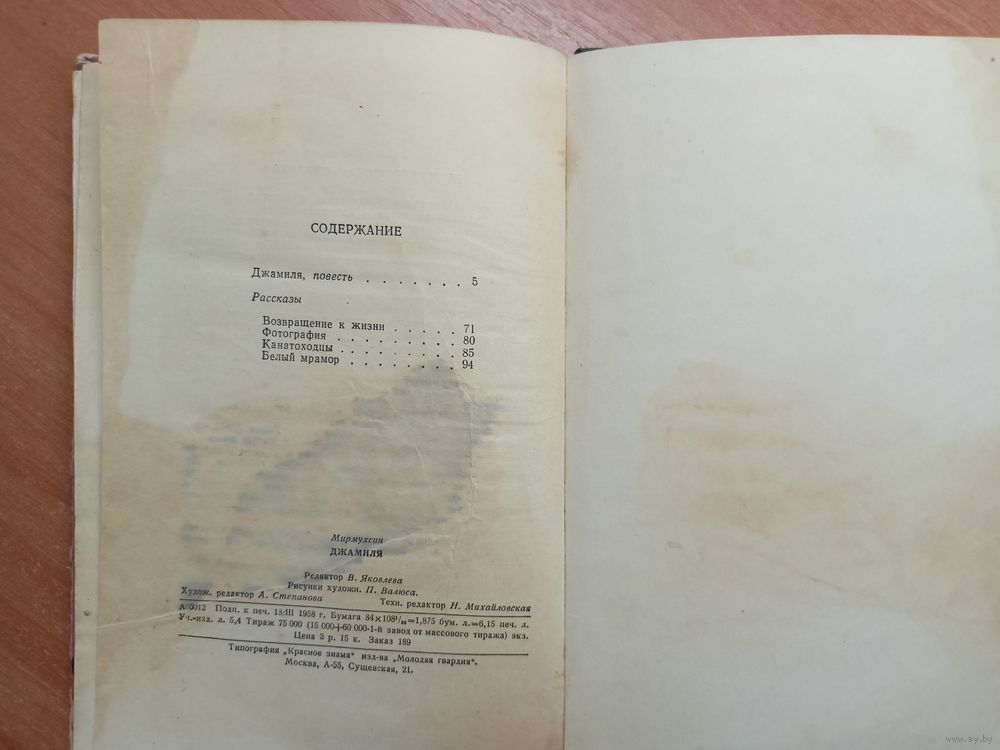 СОДЕРЖАНИЕ
Джамиля, повесть . . . . . . . 5
Рассказы
Возвращение к жизни . . . . . 71
Фотография . . . . . . . . . 80
Канатоходцы . . . . . . . . 85
Белый мрамор . . . . . . . . 94
Мирмухсин
ДЖАМИЛЯ
Редактор В. Яковлева
Рисунки художн. П. Валюса.
Худож. редактор А. Степанова Техн. редактор Н. Михайловская
А 05012 Подп. к печ. 13/III 1958 г. Бумага 84×108¹/₃₂=1,875 бум. л.=6,15 печ. л.
Уч.-изд. л. 5,4 Тираж 75 000 (15 000+60 000-1-й завод от массового тиража) экз.
Цена 3 р. 15 к. Заказ 189
Типография „Красное знамя" изд-ва „Молодая гвардия".
Москва, А-55, Сущевская, 21.
www.ay.by